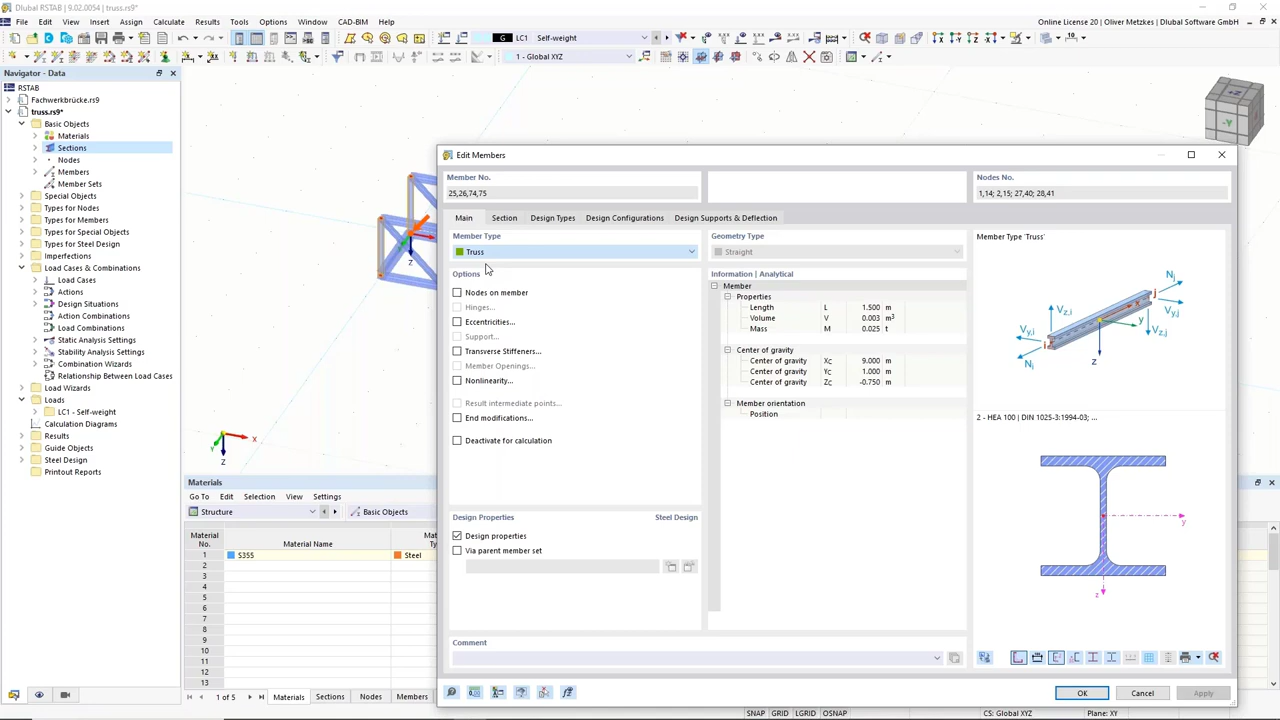 Dlubal RSTAB | 9.02.0054 | truss.rs9*
File Edit View Insert Assign Calculate Results Tools Options Window CAD-BIM Help
Online License 20 | Oliver Metzkes | Dlubal Software GmbH
G LC1 Self-weight
1 - Global XYZ
Navigator - Data
RSTAB
Fachwerkbrücke.rs9
truss.rs9*
Basic Objects
Materials
Sections
Nodes
Members
Member Sets
Special Objects
Types for Nodes
Types for Members
Types for Special Objects
Types for Steel Design
Imperfections
Load Cases & Combinations
Load Cases
Actions
Design Situations
Action Combinations
Load Combinations
Static Analysis Settings
Stability Analysis Settings
Combination Wizards
Relationship Between Load Cases
Load Wizards
Loads
LC1 - Self-weight
Calculation Diagrams
Results
Guide Objects
Steel Design
Printout Reports
+Z
-Y
Z
X
Y
Z
Edit Members
Member No.
25,26,74,75
Nodes No.
1,14; 2,15; 27,40; 28,41
Main Section Design Types Design Configurations Design Supports & Deflection
Member Type
Truss
Options
Nodes on member
Hinges...
Eccentricities...
Support...
Transverse Stiffeners...
Member Openings...
Nonlinearity...
Result intermediate points...
End modifications...
Deactivate for calculation
Design Properties Steel Design
Design properties
Via parent member set
Geometry Type
Straight
Information | Analytical
Member
Properties
Length L 1.500 m
Volume V 0.003 m³
Mass M 0.025 t
Center of gravity
Center of gravity Xc 9.000 m
Center of gravity Yc 1.000 m
Center of gravity Zc -0.750 m
Member orientation
Position
Comment
Member Type 'Truss'
Nj
Vz,i
j
x
Vy,j
y
Vz,j
Vy,i
i
Ni
z
2 - HEA 100 | DIN 1025-3:1994-03; ...
y
z
OK Cancel Apply
Materials
Go To Edit Selection View Settings
Structure Basic Objects
Material No. Material Name
1 S355 Steel
2
3
4
5
6
7
8
9
10
11
12
13
1 of 5 Materials Sections Nodes Members
SNAP GRID LGRID OSNAP CS: Global XYZ Plane: XY